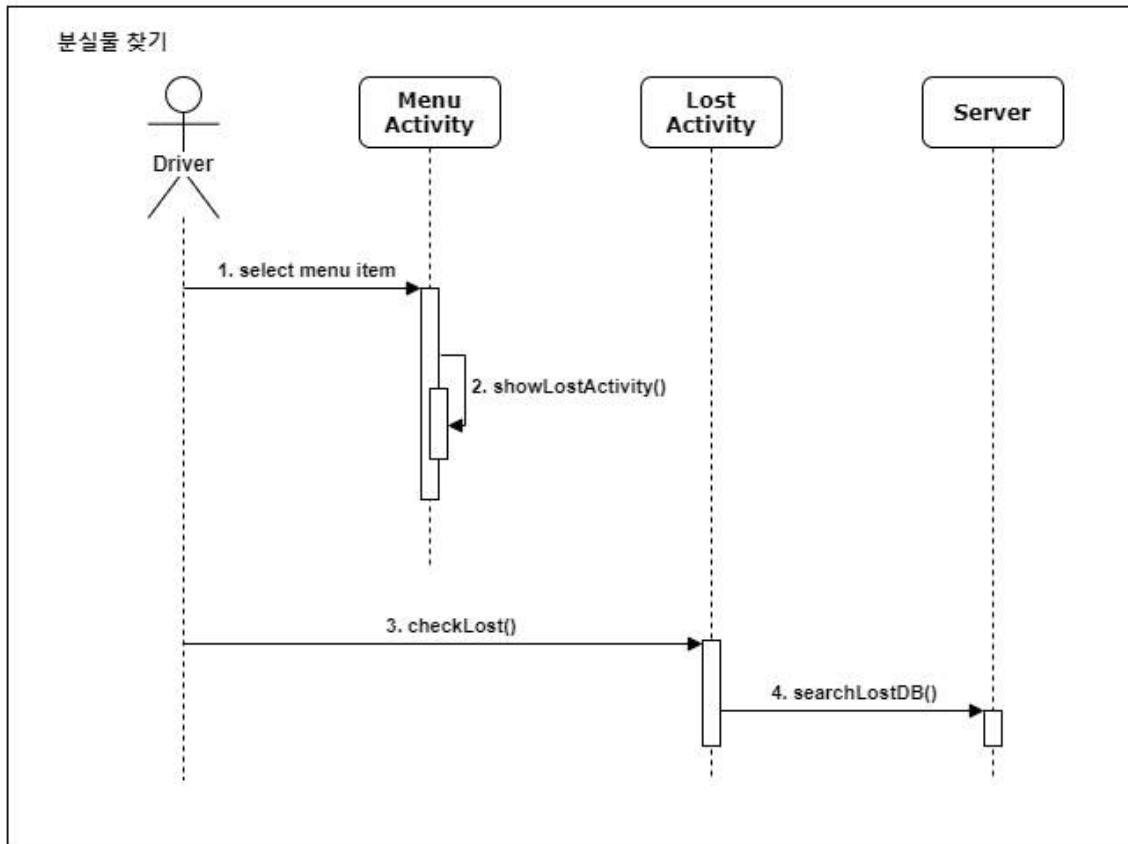 분실물 찾기
Menu
Activity
Lost
Activity
Server
Driver
1. select menu item
2. showLostActivity()
3. checkLost()
4. searchLostDB()